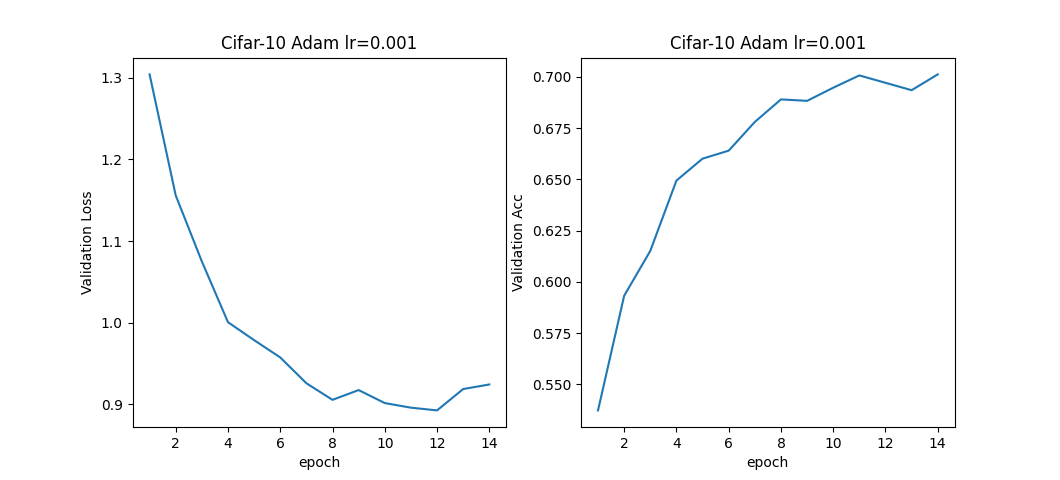 Cifar-10 Adam lr=0.001
Validation Loss
1.3
1.2
1.1
1.0
0.9
2 4 6 8 10 12 14
epoch
Cifar-10 Adam lr=0.001
Validation Acc
0.700
0.675
0.650
0.625
0.600
0.575
0.550
2 4 6 8 10 12 14
epoch